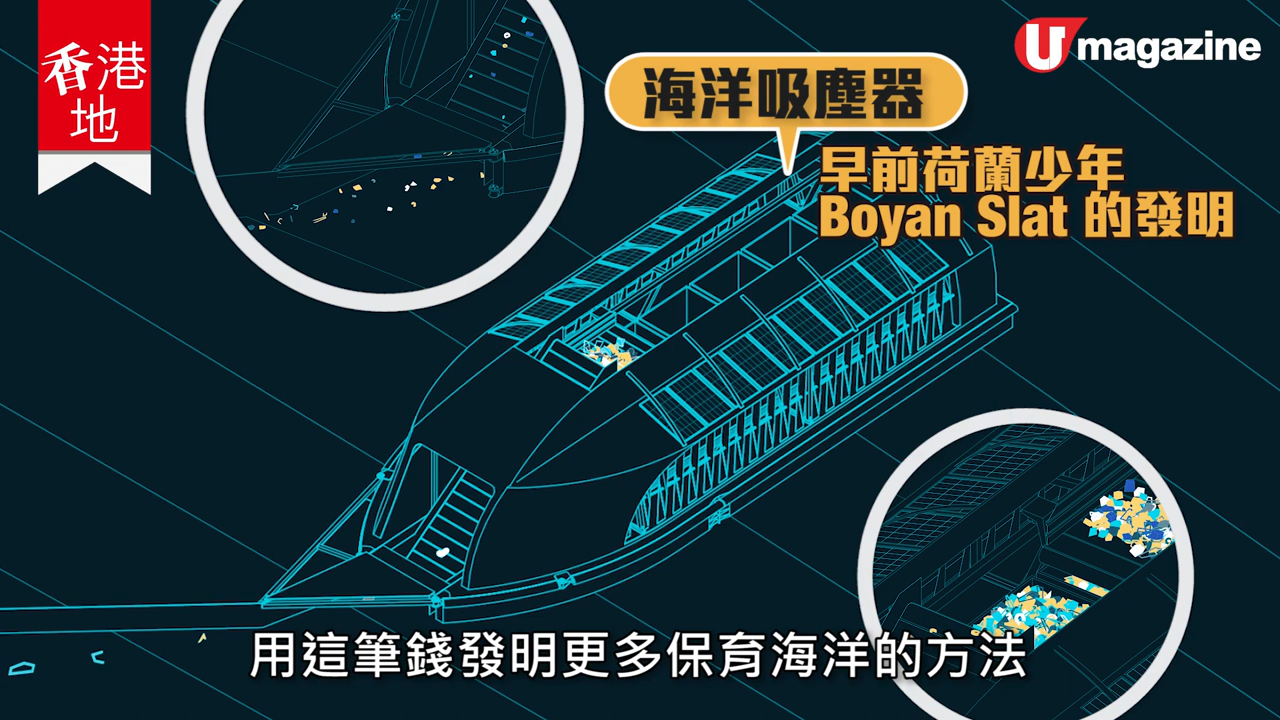 香港
地
U magazine
海洋吸塵器
早前荷蘭少年
Boyan Slat 的發明
用這筆錢發明更多保育海洋的方法